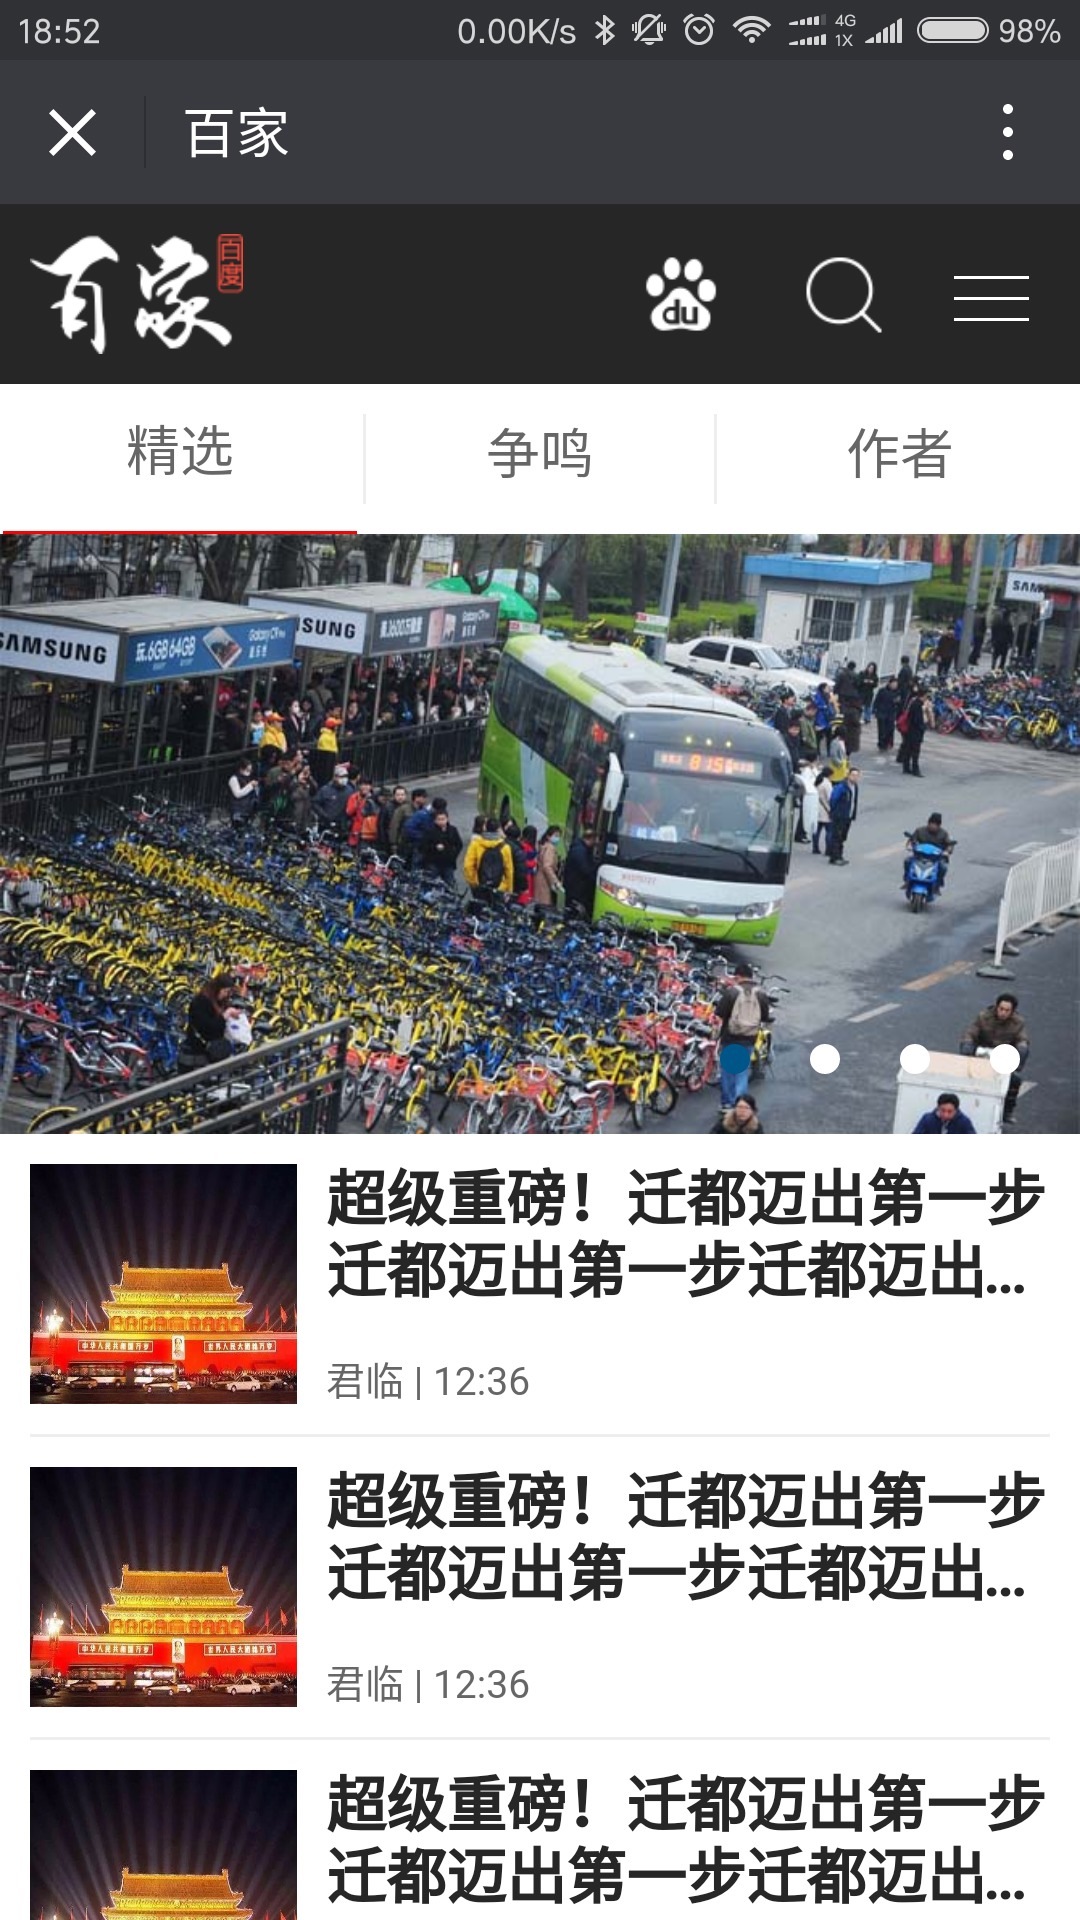 18:52
0.00K/s
4G
1X
98%
百家
百家
百度
du
精选
争鸣
作者
SAMSUNG
玩.6GB64GB
SUNG
SAM
815
超级重磅！迁都迈出第一步
迁都迈出第一步迁都迈出...
君临 | 12:36
超级重磅！迁都迈出第一步
迁都迈出第一步迁都迈出...
君临 | 12:36
超级重磅！迁都迈出第一步
迁都迈出第一步迁都迈出...